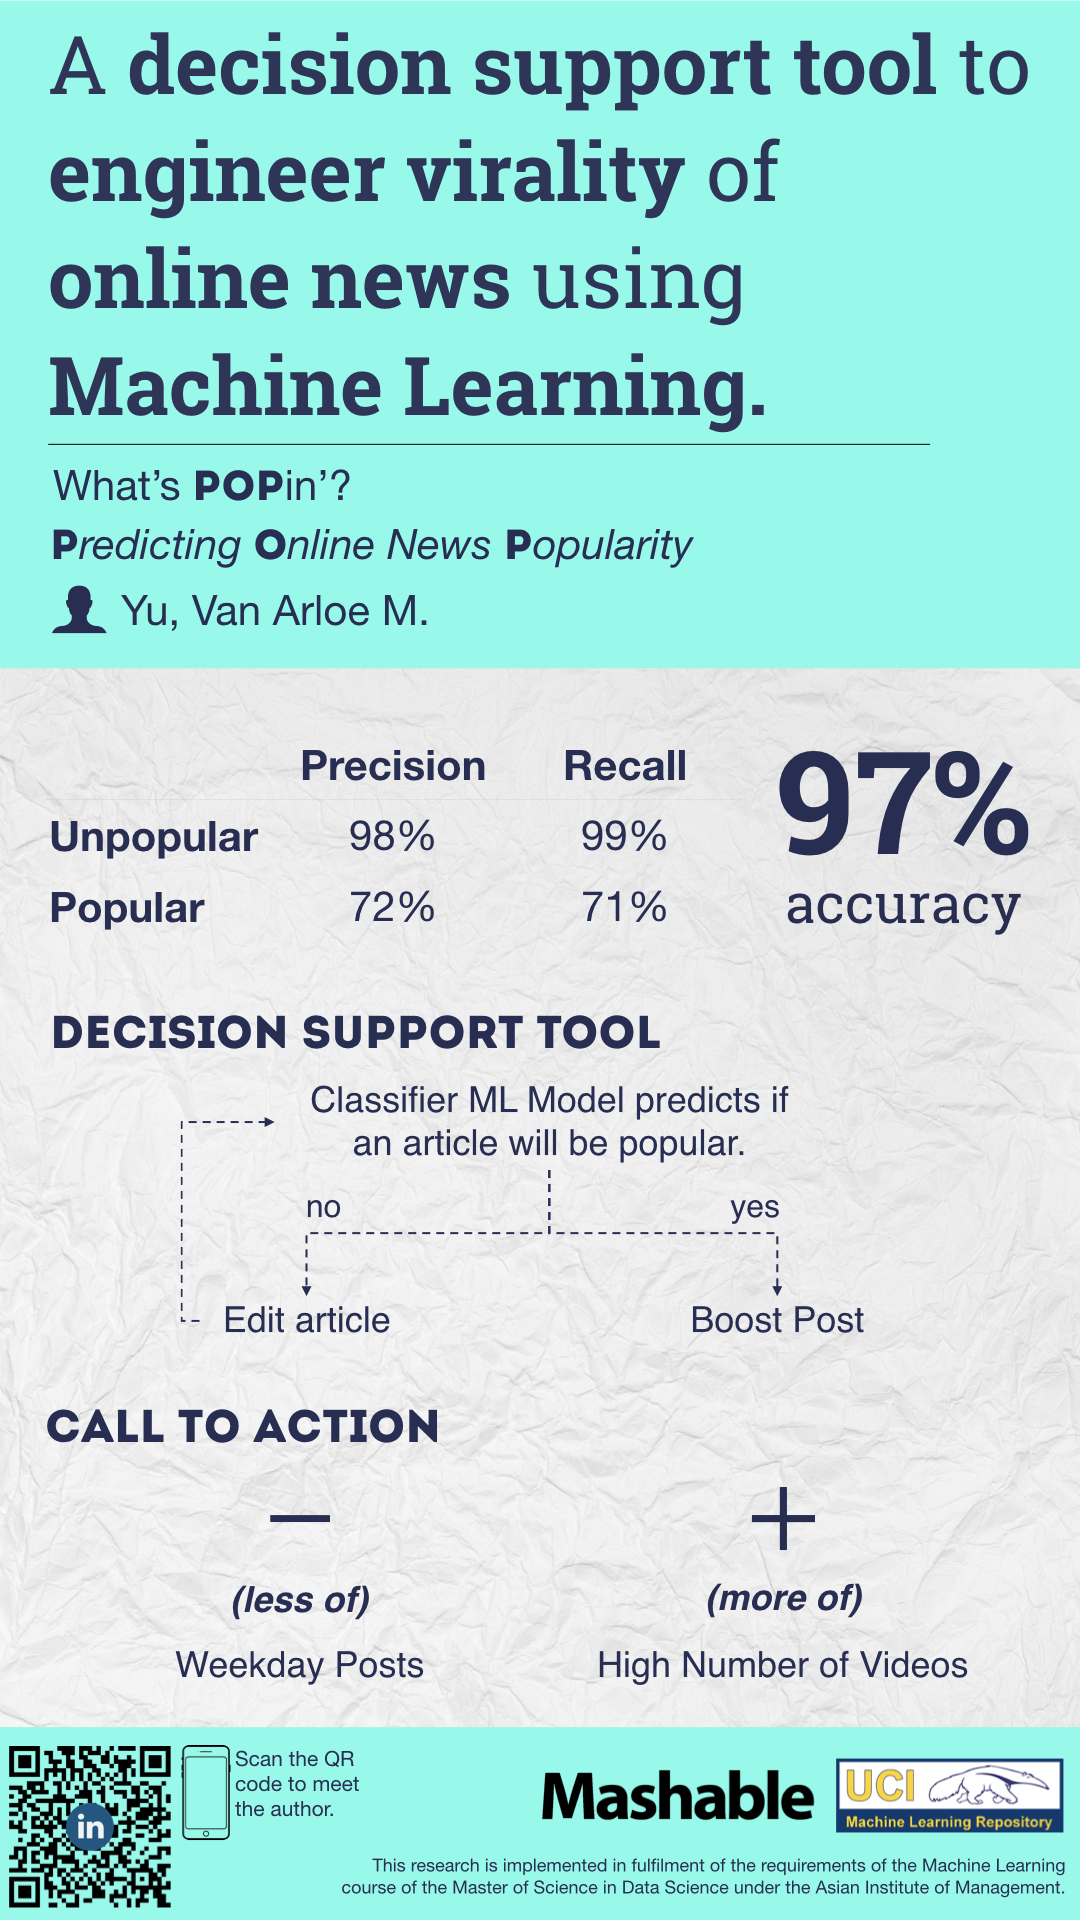 A decision support tool to
engineer virality of
online news using
Machine Learning.
What's POPin'?
Predicting Online News Popularity
Yu, Van Arloe M.
Precision Recall
Unpopular 98% 99%
Popular 72% 71%
97%
accuracy
DECISION SUPPORT TOOL
Classifier ML Model predicts if
an article will be popular.
no yes
Edit article Boost Post
CALL TO ACTION
— +
(less of) (more of)
Weekday Posts High Number of Videos
in
Scan the QR
code to meet
the author.
Mashable
UCI
Machine Learning Repository
This research is implemented in fulfilment of the requirements of the Machine Learning
course of the Master of Science in Data Science under the Asian Institute of Management.